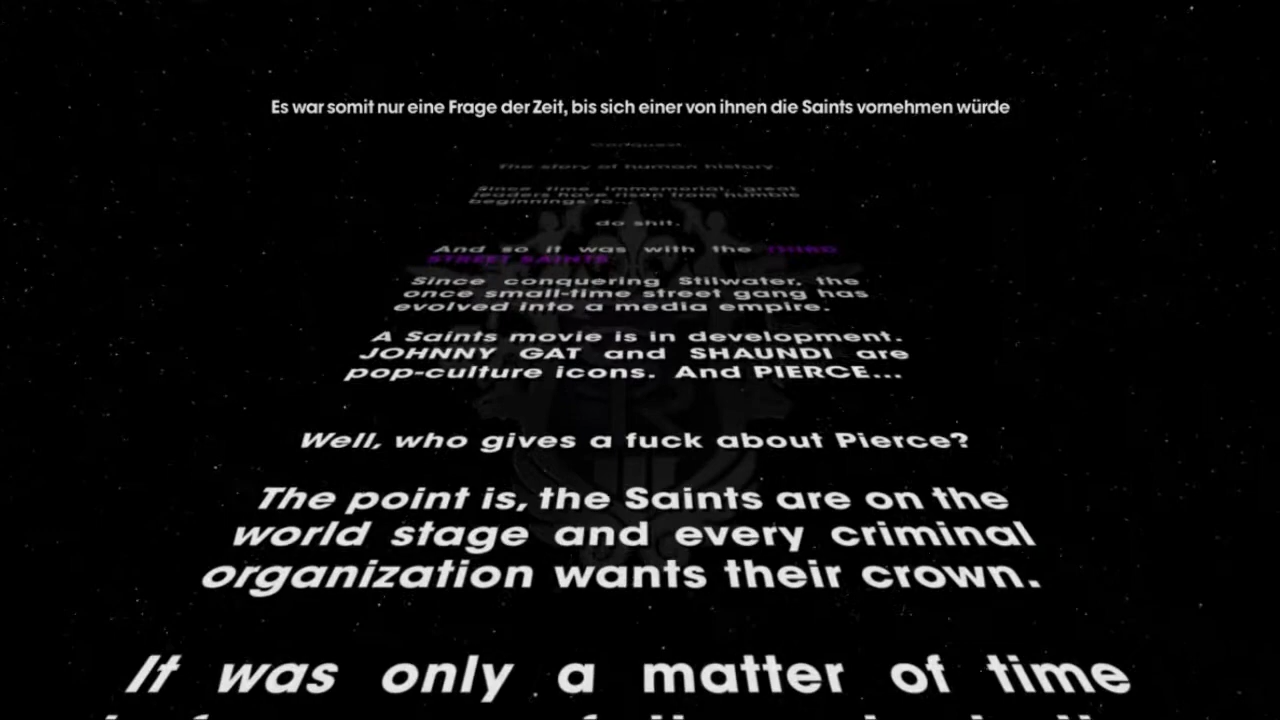 Es war somit nur eine Frage der Zeit, bis sich einer von ihnen die Saints vornehmen würde
Conquest.
The story of human history
Since time immemorial, great
leaders have risen from humble
beginnings to...
do shit.
And so it was with the THIRD
STREET SAINTS
Since conquering Stilwater, the
once small-time street gang has
evolved into a media empire.
A Saints movie is in development.
JOHNNY GAT and SHAUNDI are
pop-culture icons. And PIERCE...
Well, who gives a fuck about Pierce?
The point is, the Saints are on the
world stage and every criminal
organization wants their crown.
It was only a matter of time